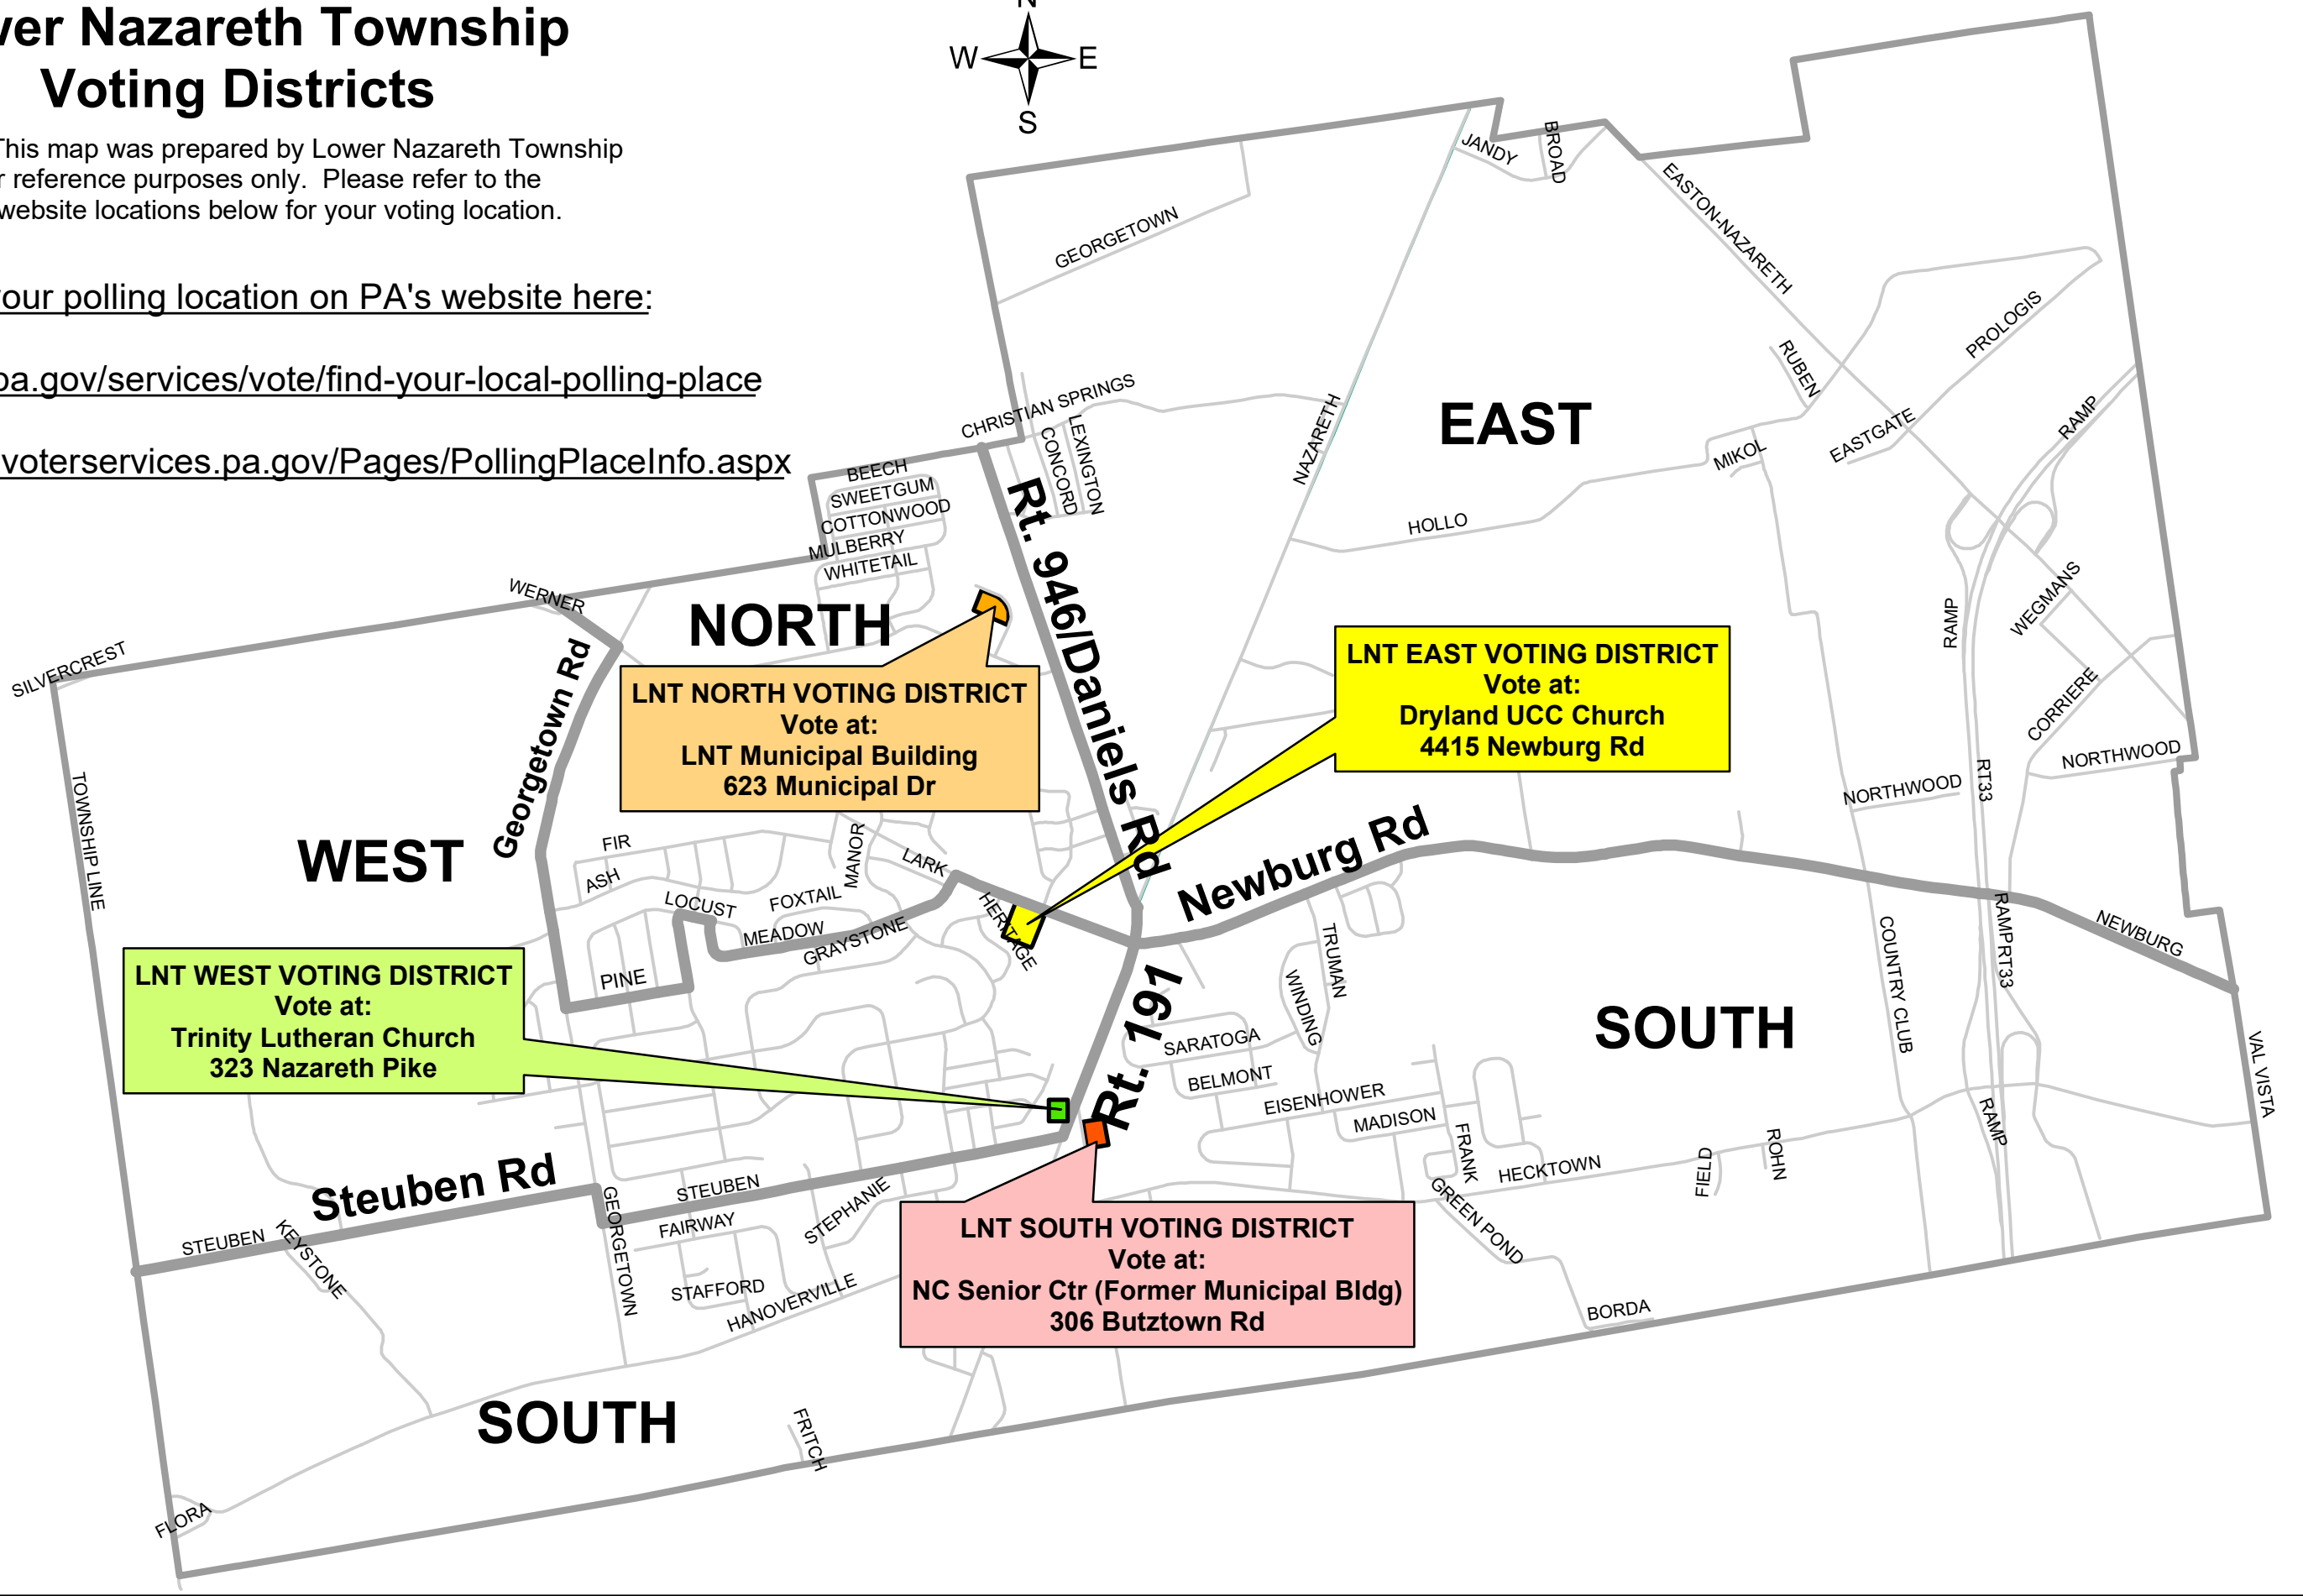 ver Nazareth Township
Voting Districts
This map was prepared by Lower Nazareth Township
r reference purposes only. Please refer to the
website locations below for your voting location.
your polling location on PA's website here:
pa.gov/services/vote/find-your-local-polling-place
voterservices.pa.gov/Pages/PollingPlaceInfo.aspx
N
W
E
S
JANDY
BROAD
EASTON-NAZARETH
GEORGETOWN
PROLOGIS
RUBEN
RAMP
CHRISTIAN SPRINGS
LEXINGTON
CONCORD
NAZARETH
EAST
EASTGATE
MIKOL
HOLLO
BEECH
SWEETGUM
COTTONWOOD
MULBERRY
WHITETAIL
Rt. 946/Daniels Rd
WERNER
NORTH
RAMP
WEGMANS
SILVERCREST
Georgetown Rd
LNT NORTH VOTING DISTRICT
Vote at:
LNT Municipal Building
623 Municipal Dr
LNT EAST VOTING DISTRICT
Vote at:
Dryland UCC Church
4415 Newburg Rd
CORRIERE
NORTHWOOD
NORTHWOOD
RT33
TOWNSHIP LINE
WEST
FIR
ASH
MANOR
LARK
LOCUST
FOXTAIL
MEADOW
GRAYSTONE
HERITAGE
PINE
Newburg Rd
NEWBURG
RAMP
RT33
COUNTRY CLUB
TRUMAN
WINDING
SOUTH
VAL VISTA
LNT WEST VOTING DISTRICT
Vote at:
Trinity Lutheran Church
323 Nazareth Pike
Rt. 191
SARATOGA
BELMONT
EISENHOWER
MADISON
FRANK
HECKTOWN
FIELD
ROHN
RAMP
GREEN POND
BORDA
Steuben Rd
STEUBEN
STEUBEN
KEYSTONE
GEORGETOWN
FAIRWAY
STEPHANIE
STAFFORD
HANOVERVILLE
LNT SOUTH VOTING DISTRICT
Vote at:
NC Senior Ctr (Former Municipal Bldg)
306 Butztown Rd
SOUTH
FRITCH
FLORA